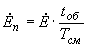 Ė_п = Ė · t_об / T_см